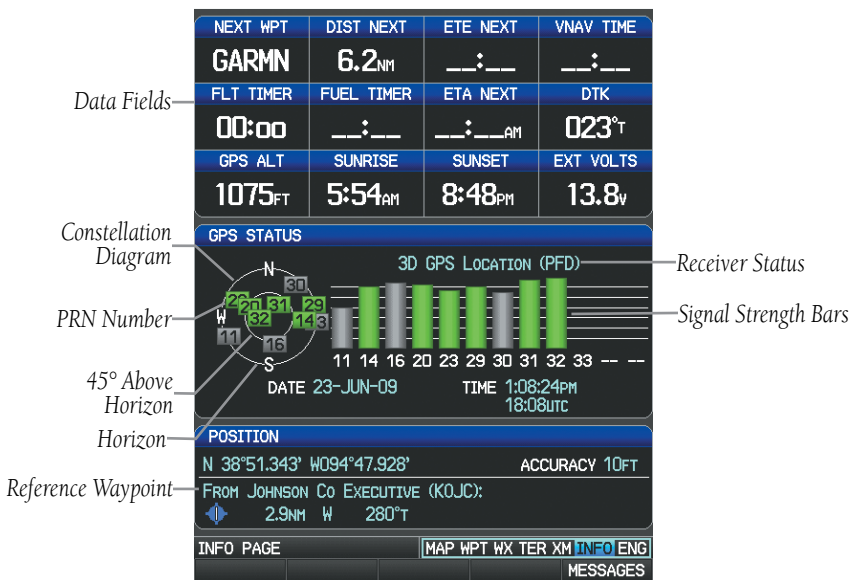 NEXT WPT DIST NEXT ETE NEXT VNAV TIME
GARMN 6.2NM __:__ __:__
Data Fields
FLT TIMER FUEL TIMER ETA NEXT DTK
00:00 __:__ __:__AM 023°T
GPS ALT SUNRISE SUNSET EXT VOLTS
1075FT 5:54AM 8:48PM 13.8V
Constellation
Diagram
GPS STATUS
3D GPS LOCATION (PFD)
Receiver Status
N
30
29
20
31
32
14
W
11
16
S
PRN Number
Signal Strength Bars
11 14 16 20 23 29 30 31 32 33 -- --
45° Above
Horizon
DATE 23-JUN-09 TIME 1:08:24PM
18:08UTC
Horizon
POSITION
N 38°51.343' W094°47.928' ACCURACY 10FT
Reference Waypoint
FROM JOHNSON CO EXECUTIVE (KOJC):
2.9NM W 280°T
INFO PAGE MAP WPT WX TER XM INFO ENG
MESSAGES